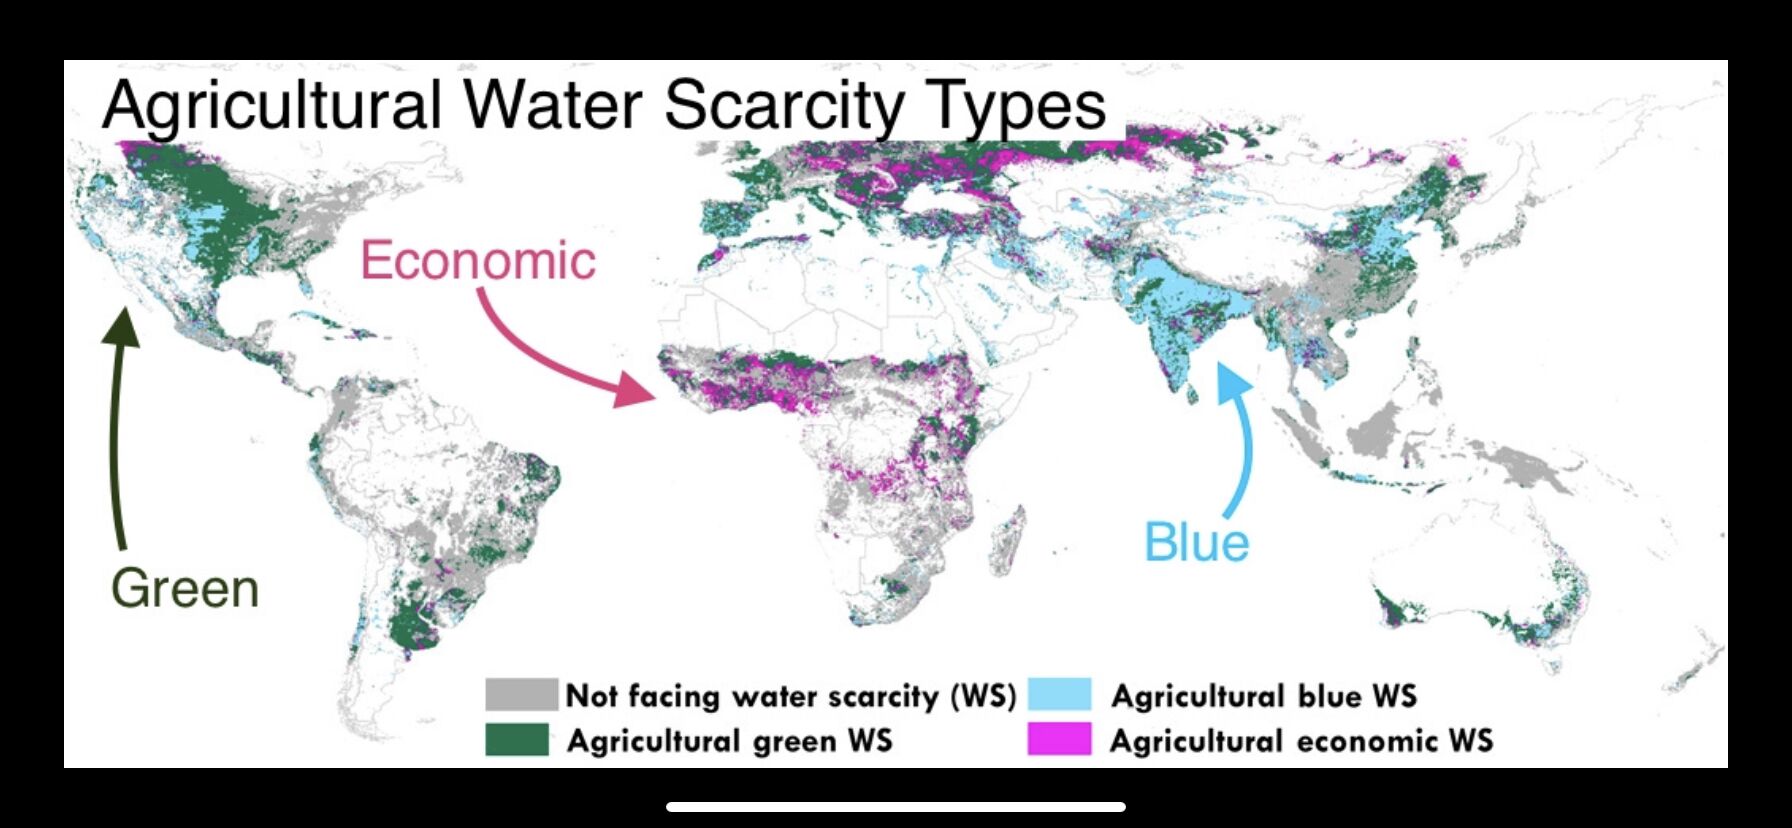 Agricultural Water Scarcity Types
Economic
Green
Blue
Not facing water scarcity (WS)
Agricultural blue WS
Agricultural green WS
Agricultural economic WS